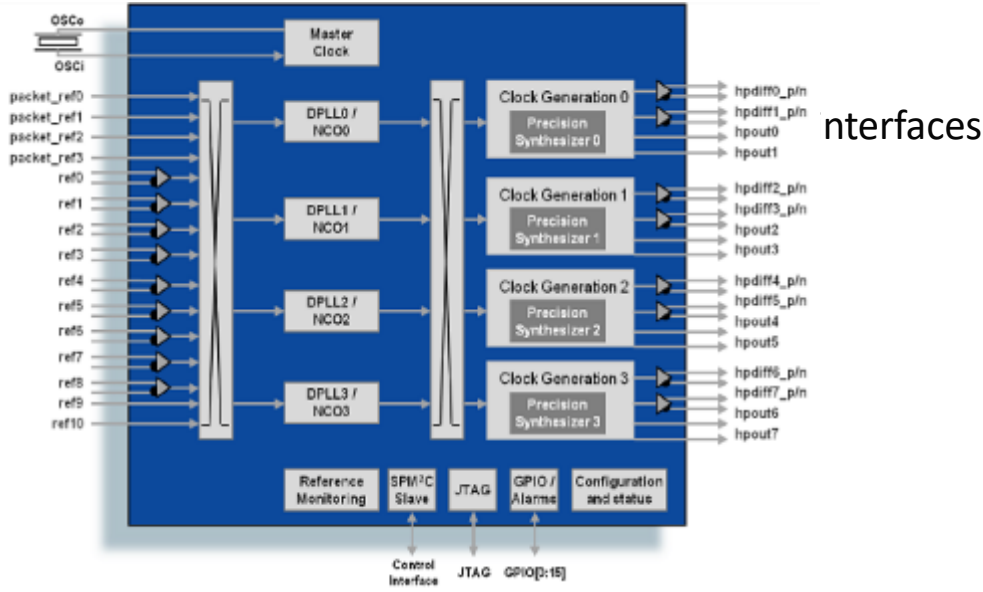 OSCo
OSCi
Master
Clock
packet_ref0
packet_ref1
packet_ref2
packet_ref3
ref0
ref1
ref2
ref3
ref4
ref5
ref6
ref7
ref8
ref9
ref10
DPLL0 /
NCO0
DPLL1 /
NCO1
DPLL2 /
NCO2
DPLL3 /
NCO3
Clock Generation 0
Precision
Synthesizer 0
Clock Generation 1
Precision
Synthesizer 1
Clock Generation 2
Precision
Synthesizer 2
Clock Generation 3
Precision
Synthesizer 3
hpdiff0_p/n
hpdiff1_p/n
hpout0
hpout1
hpdiff2_p/n
hpdiff3_p/n
hpout2
hpout3
hpdiff4_p/n
hpdiff5_p/n
hpout4
hpout5
hpdiff6_p/n
hpdiff7_p/n
hpout6
hpout7
nterfaces
Reference
Monitoring
Slave
JTAG
GPIO /
Alarms
Configuration
and status
Control
Interface
JTAG
GPIO[0:15]